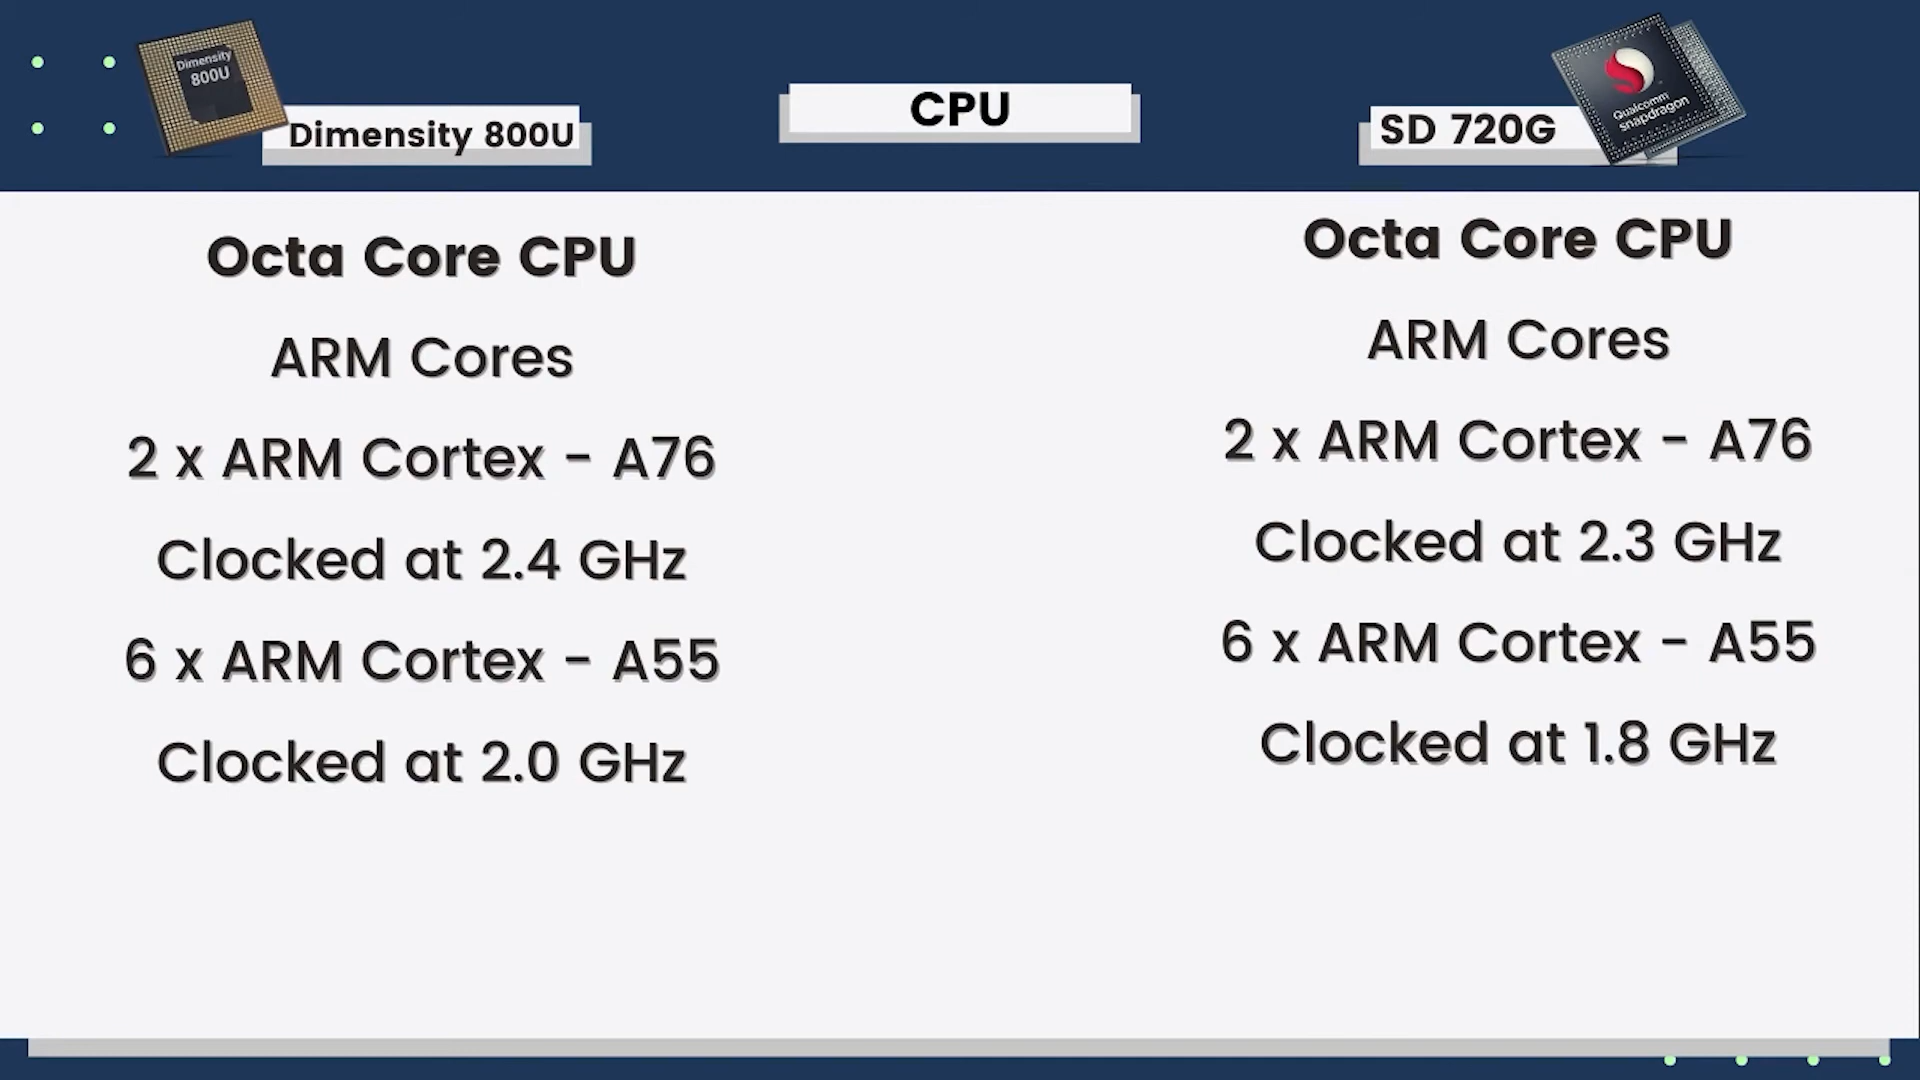 Dimensity
800U
Dimensity 800U
CPU
SD 720G
Qualcomm
snapdragon
Octa Core CPU
ARM Cores
2 x ARM Cortex - A76
Clocked at 2.4 GHz
6 x ARM Cortex - A55
Clocked at 2.0 GHz
Octa Core CPU
ARM Cores
2 x ARM Cortex - A76
Clocked at 2.3 GHz
6 x ARM Cortex - A55
Clocked at 1.8 GHz